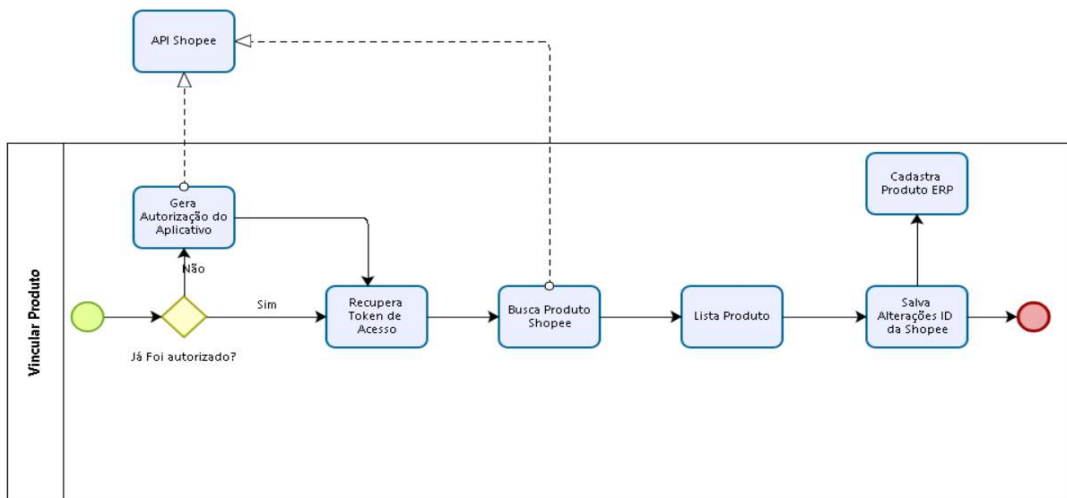 API Shopee
Vincular Produto
Gera
Autorização do
Aplicativo
Não
Já Foi autorizado?
Sim
Recupera
Token de
Acesso
Busca Produto
Shopee
Lista Produto
Cadastra
Produto ERP
Salva
Alterações ID
da Shopee